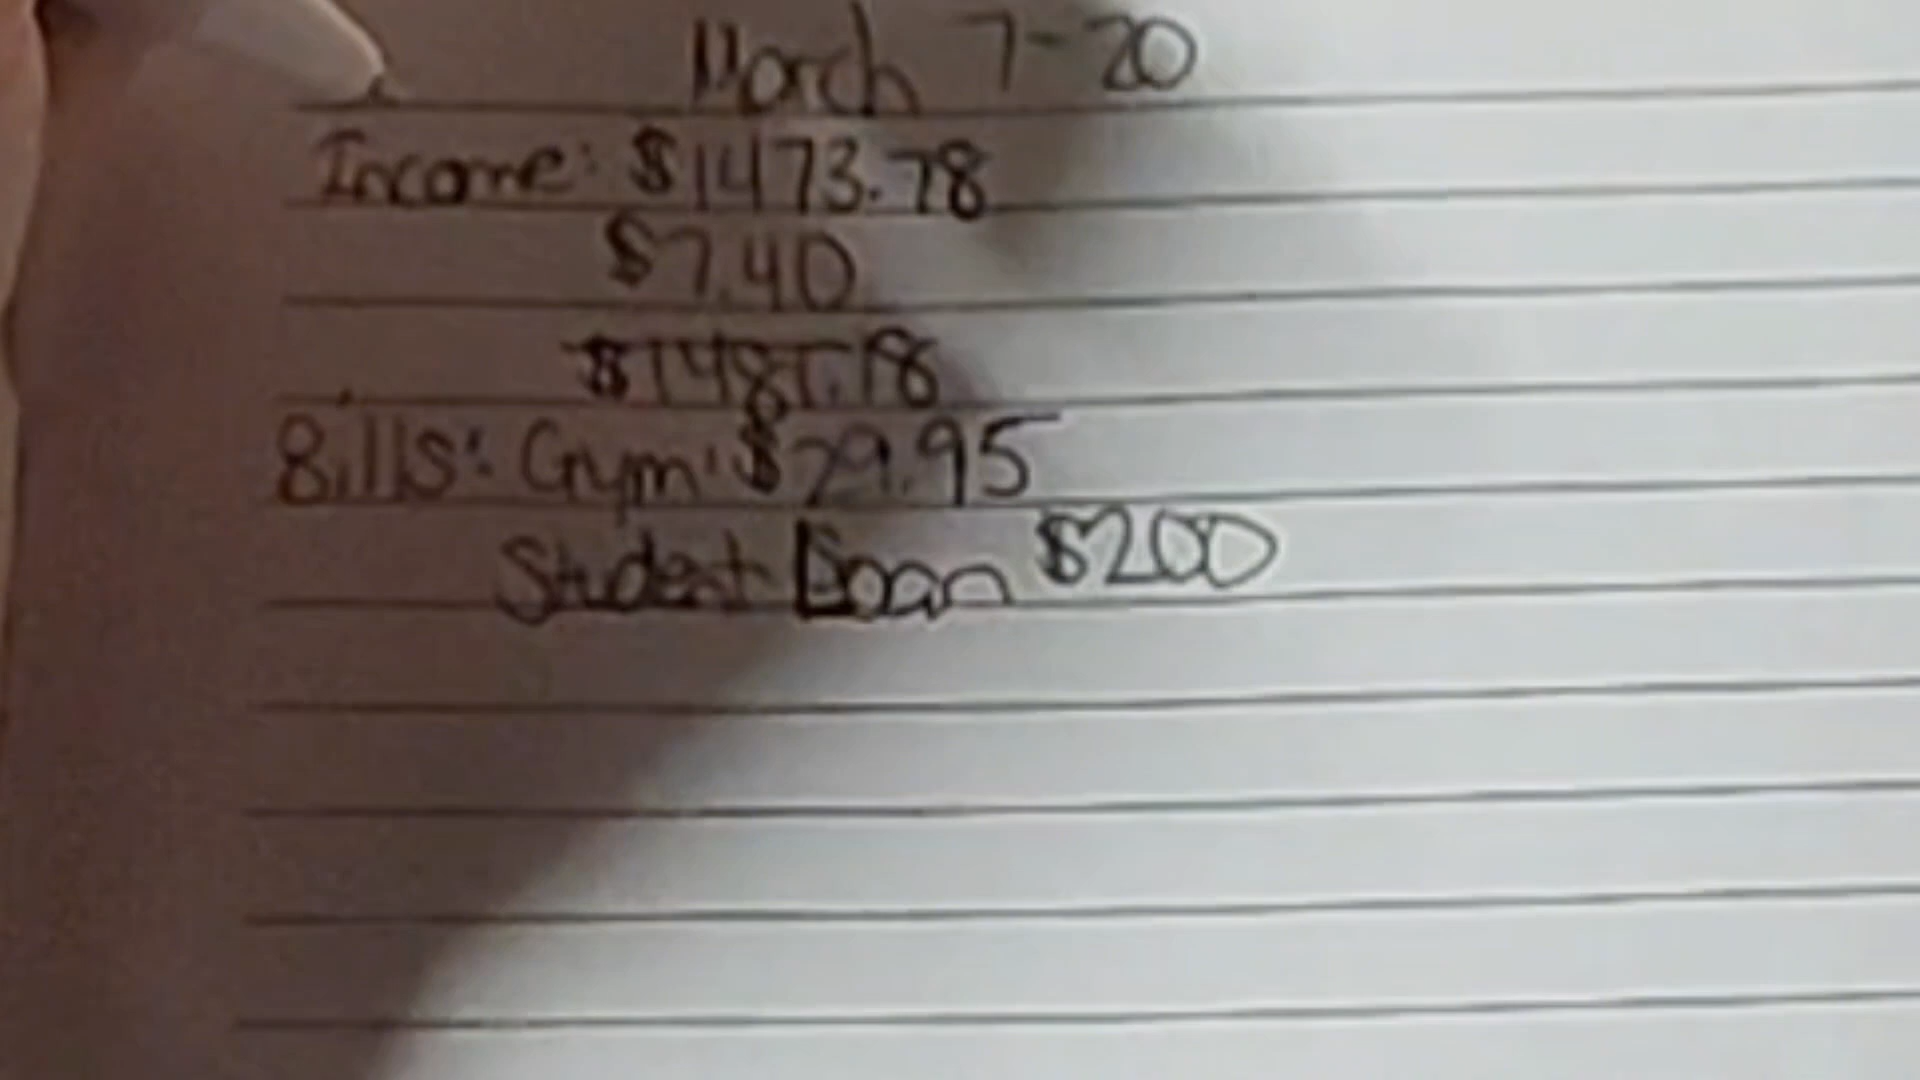 March 7-20
Income: $1473.78
$7.40
$1481.18
Bills: Gym: $29.95
Student Loan $200